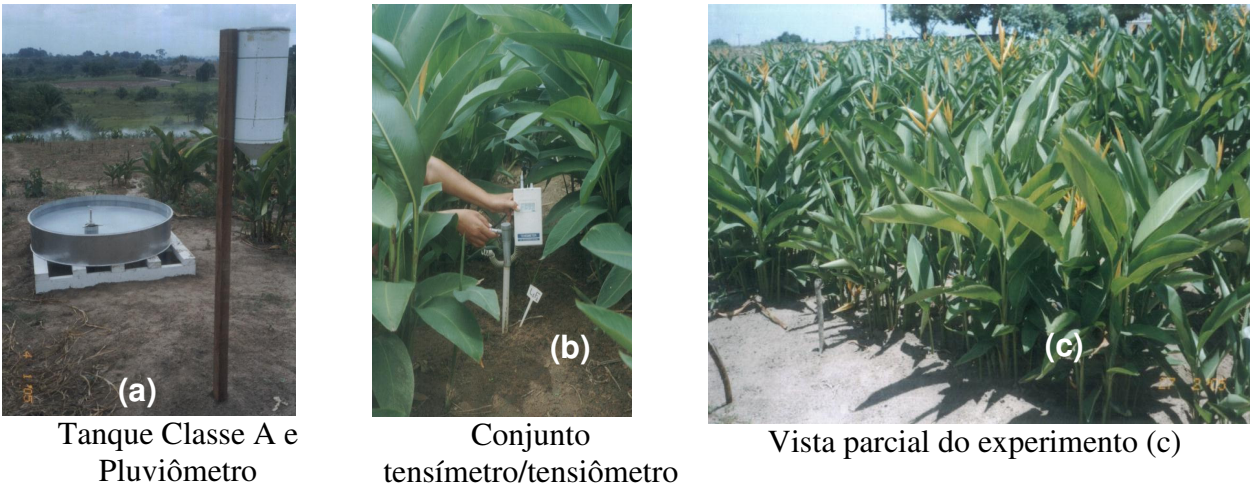 (a)
Tanque Classe A e
Pluviômetro
(b)
Conjunto
tensímetro/tensiômetro
(c)
Vista parcial do experimento (c)